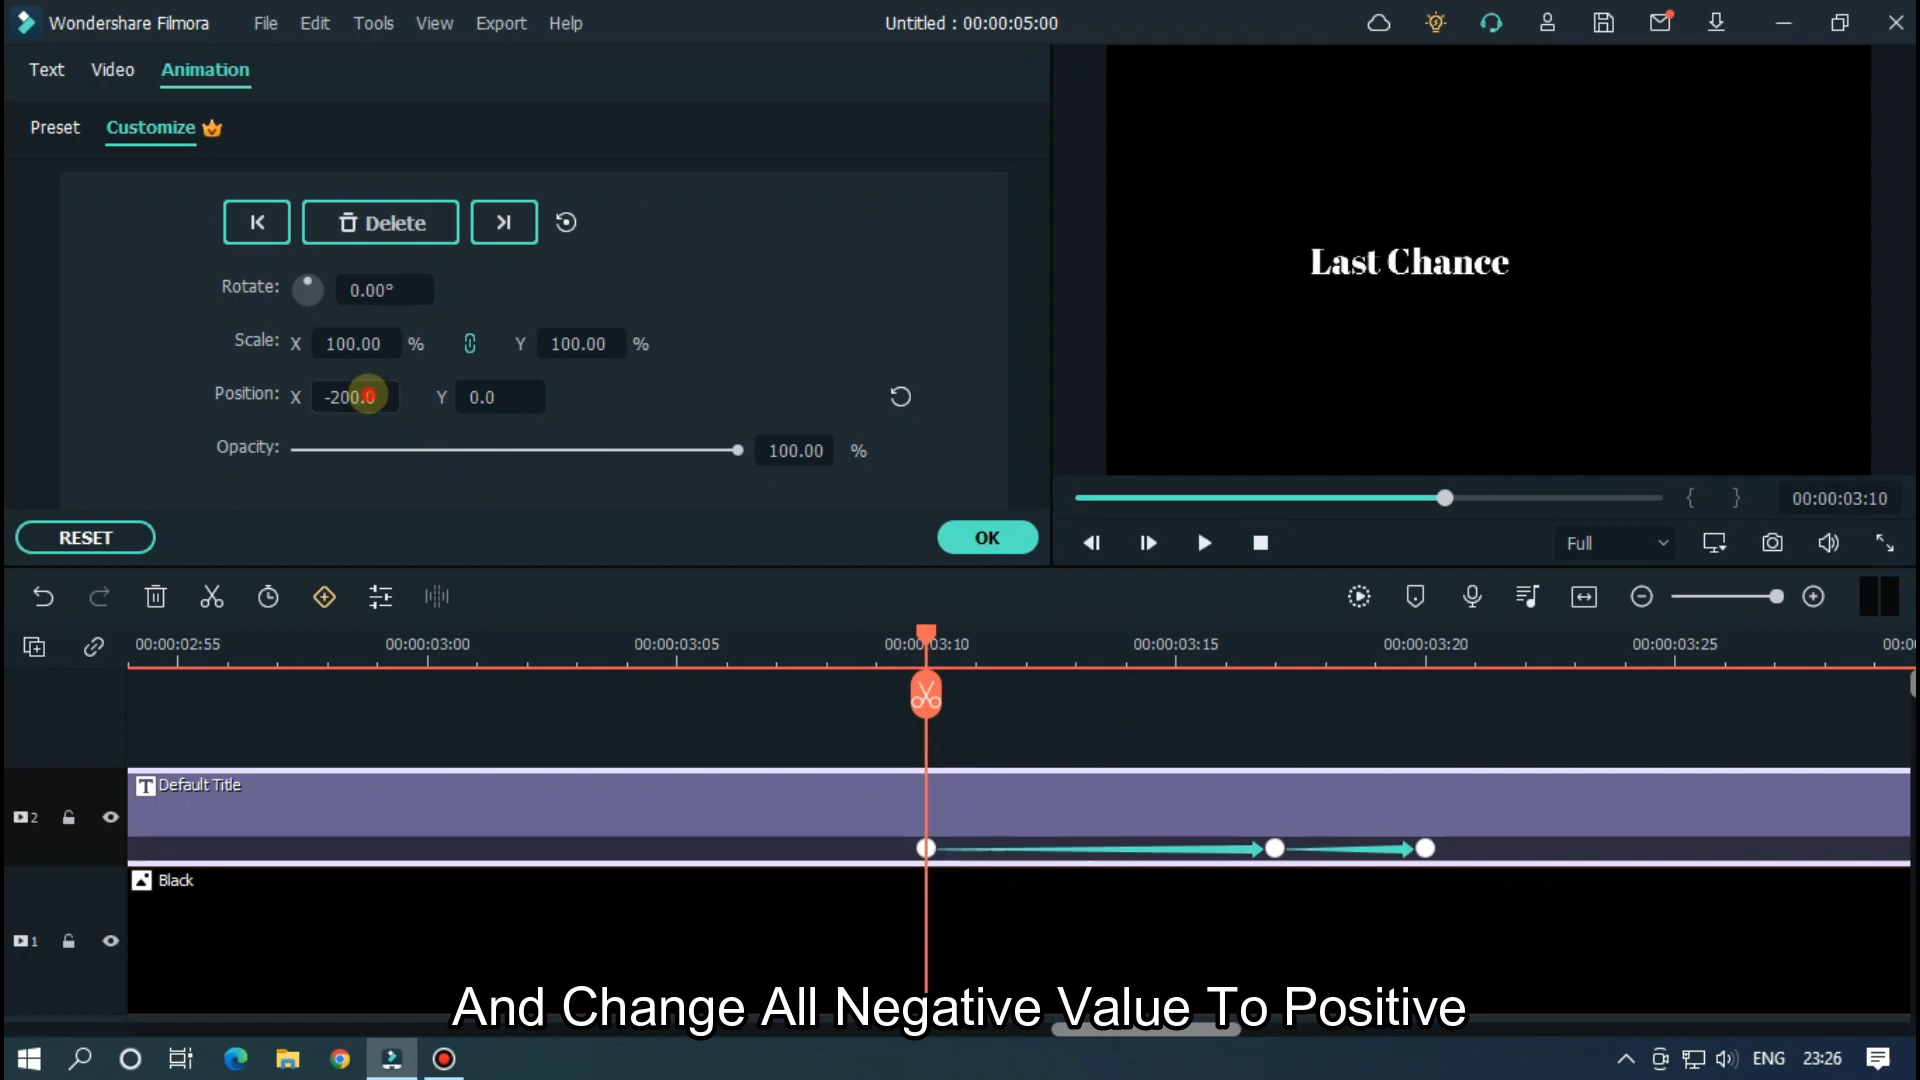 Wondershare Filmora File Edit Tools View Export Help Untitled : 00:00:05:00
Text Video Animation
Preset Customize
Delete
Rotate: 0.00°
Scale: X 100.00 % Y 100.00 %
Position: X -200.0 Y 0.0
Opacity: 100.00 %
RESET OK
Last Chance
{ } 00:00:03:10
Full
00:00:02:55 00:00:03:00 00:00:03:05 00:00:03:10 00:00:03:15 00:00:03:20 00:00:03:25 00:00
T Default Title
2
Black
1
And Change All Negative Value To Positive
ENG 23:26